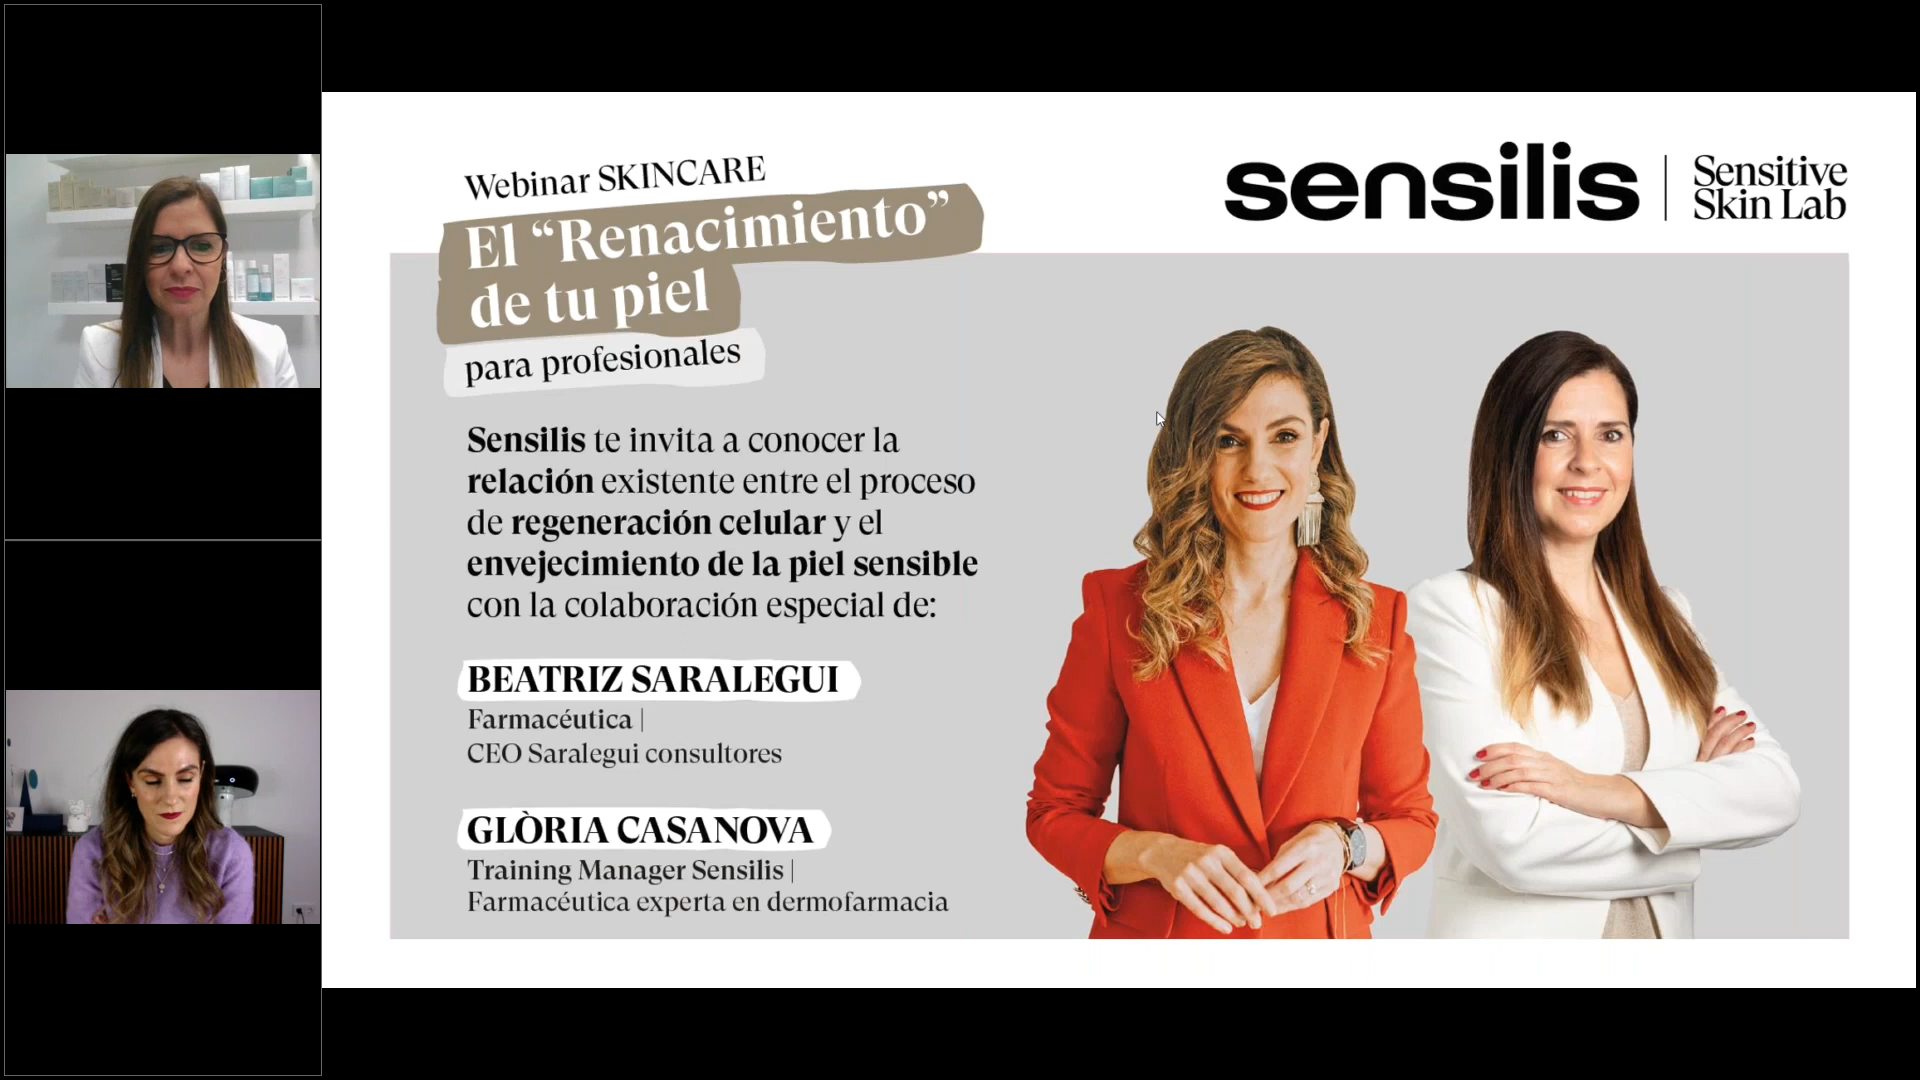 Webinar SKINCARE
El “Renacimiento”
de tu piel
para profesionales
sensilis | Sensitive
Skin Lab
Sensilis te invita a conocer la
relación existente entre el proceso
de regeneración celular y el
envejecimiento de la piel sensible
con la colaboración especial de:
BEATRIZ SARALEGUI
Farmacéutica |
CEO Saralegui consultores
GLÒRIA CASANOVA
Training Manager Sensilis |
Farmacéutica experta en dermofarmacia